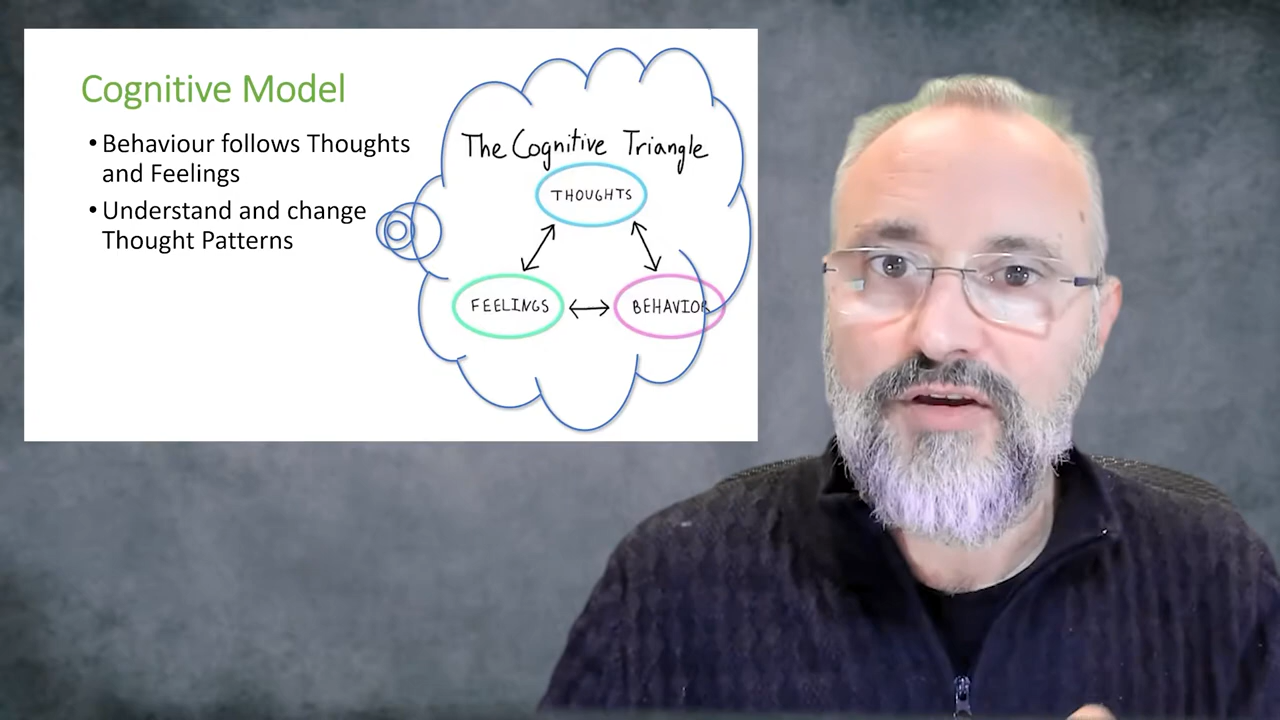 Cognitive Model
•Behaviour follows Thoughts
and Feelings
•Understand and change
Thought Patterns
The Cognitive Triangle
THOUGHTS
FEELINGS
BEHAVIOR